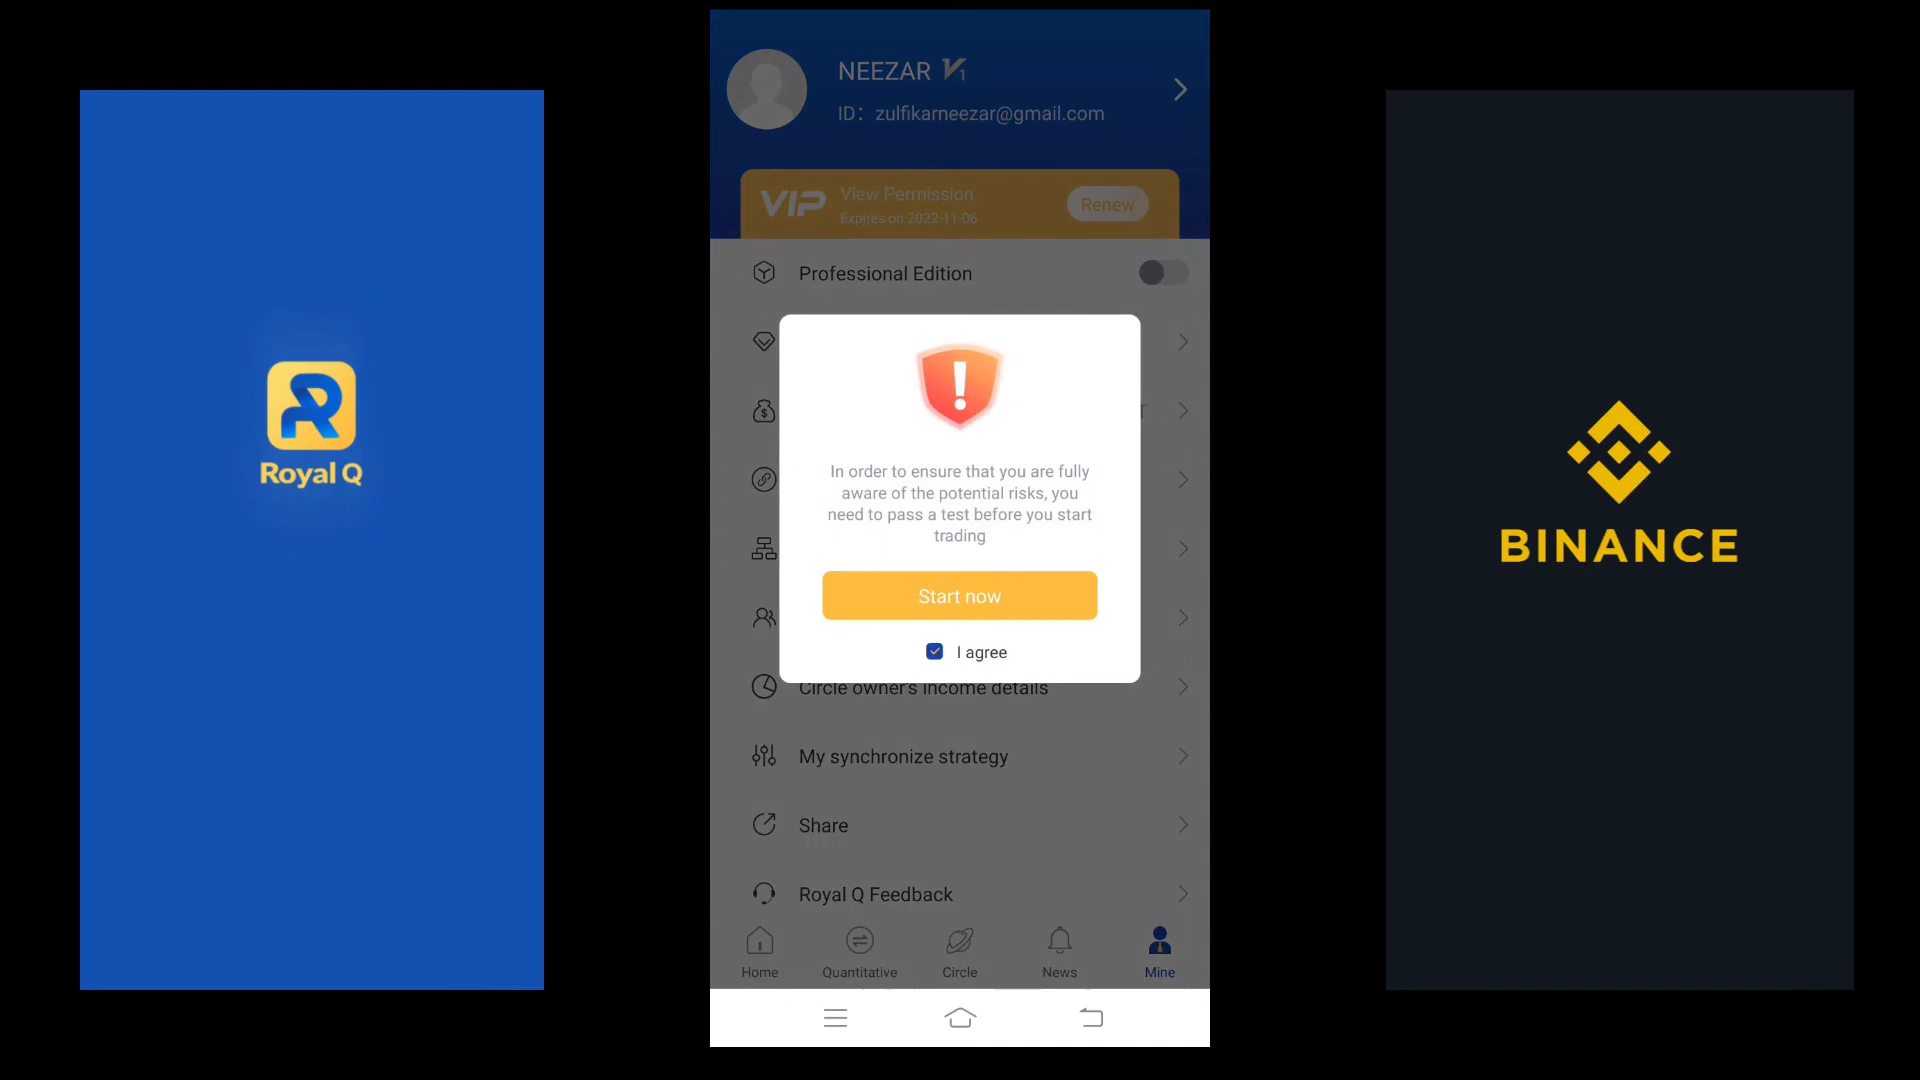 Royal Q
NEEZAR V1
ID: zulfikarneezar@gmail.com
VIP
View Permission
Expires on 2022-11-06
Renew
Professional Edition
T
In order to ensure that you are fully
aware of the potential risks, you
need to pass a test before you start
trading
Start now
I agree
Circle owner's income details
My synchronize strategy
Share
Royal Q Feedback
Home
Quantitative
Circle
News
Mine
BINANCE